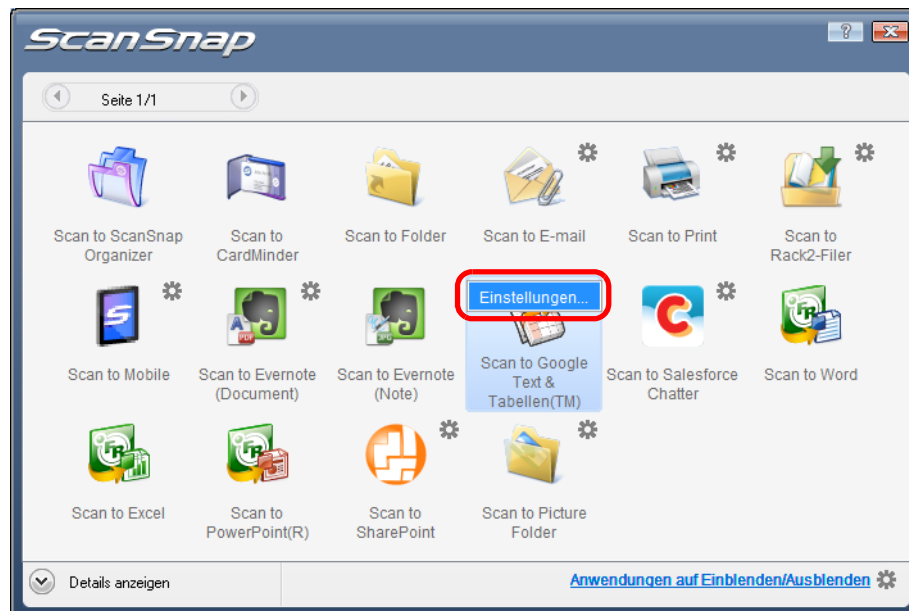 ScanSnap
Seite 1/1
Scan to ScanSnap
Organizer
Scan to
CardMinder
Scan to Folder
Scan to E-mail
Scan to Print
Scan to
Rack2-Filer
Einstellungen...
Scan to Mobile
Scan to Evernote
(Document)
Scan to Evernote
(Note)
Scan to Google
Text &
Tabellen(TM)
Scan to Salesforce
Chatter
Scan to Word
Scan to Excel
Scan to
PowerPoint(R)
Scan to
SharePoint
Scan to Picture
Folder
Details anzeigen
Anwendungen auf Einblenden/Ausblenden